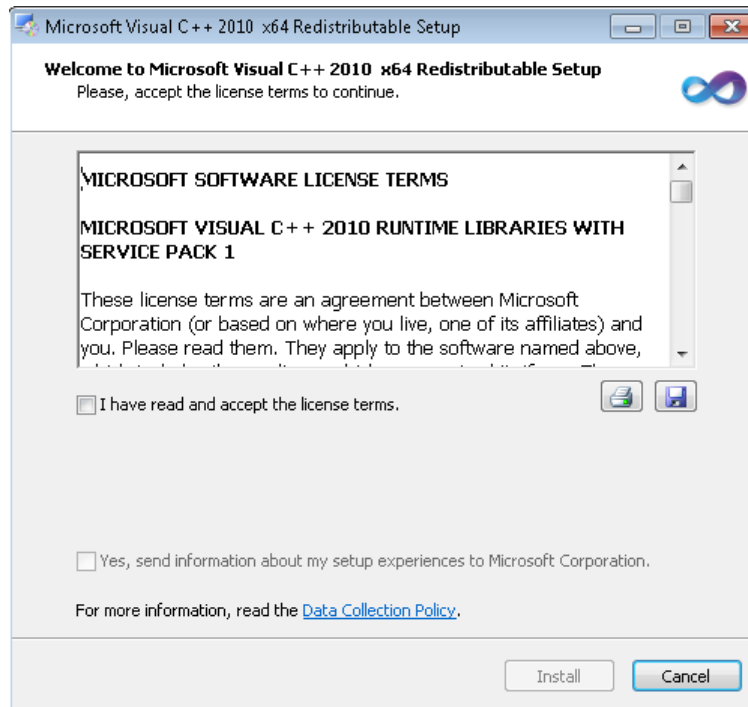 Microsoft Visual C++ 2010 x64 Redistributable Setup
Welcome to Microsoft Visual C++ 2010 x64 Redistributable Setup
Please, accept the license terms to continue.
MICROSOFT SOFTWARE LICENSE TERMS
MICROSOFT VISUAL C++ 2010 RUNTIME LIBRARIES WITH
SERVICE PACK 1
These license terms are an agreement between Microsoft
Corporation (or based on where you live, one of its affiliates) and
you. Please read them. They apply to the software named above,
I have read and accept the license terms.
Yes, send information about my setup experiences to Microsoft Corporation.
For more information, read the Data Collection Policy.
Install
Cancel